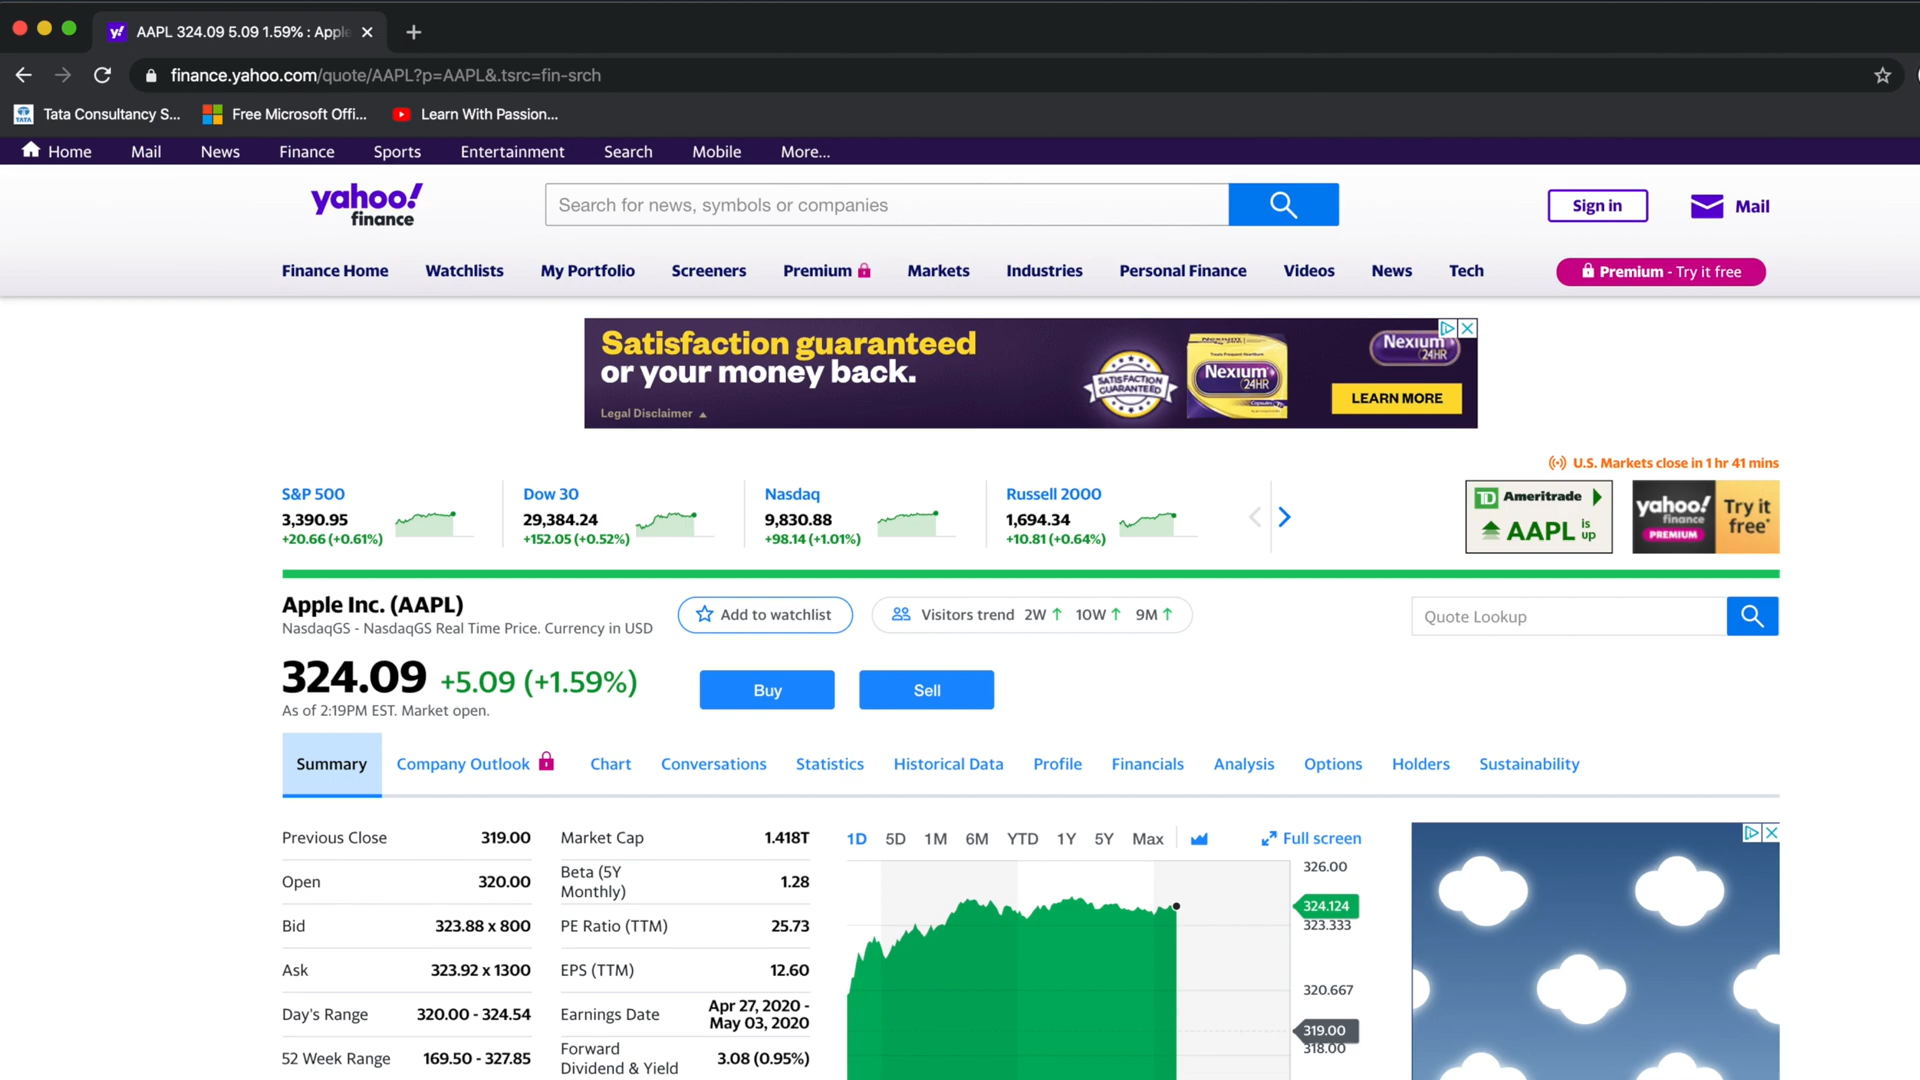 AAPL 324.09 5.09 1.59% : Apple
finance.yahoo.com/quote/AAPL?p=AAPL&.tsrc=fin-srch
Tata Consultancy S... Free Microsoft Offi... Learn With Passion...
Home Mail News Finance Sports Entertainment Search Mobile More...
yahoo!
finance
Search for news, symbols or companies
Sign in Mail
Finance Home Watchlists My Portfolio Screeners Premium Markets Industries Personal Finance Videos News Tech Premium - Try it free
Satisfaction guaranteed
or your money back.
Legal Disclaimer
SATISFACTION
GUARANTEED
Nexium
24HR
Nexium
24HR
LEARN MORE
U.S. Markets close in 1 hr 41 mins
S&P 500 Dow 30 Nasdaq Russell 2000
3,390.95 29,384.24 9,830.88 1,694.34
+20.66 (+0.61%) +152.05 (+0.52%) +98.14 (+1.01%) +10.81 (+0.64%)
TD Ameritrade
AAPL is up
yahoo!
finance
PREMIUM
Try it
free*
Apple Inc. (AAPL)
NasdaqGS - NasdaqGS Real Time Price. Currency in USD
Add to watchlist
Visitors trend 2W ↑ 10W ↑ 9M ↑
Quote Lookup
324.09 +5.09 (+1.59%)
As of 2:19PM EST. Market open.
Buy Sell
Summary Company Outlook Chart Conversations Statistics Historical Data Profile Financials Analysis Options Holders Sustainability
Previous Close 319.00
Open 320.00
Bid 323.88 x 800
Ask 323.92 x 1300
Day's Range 320.00 - 324.54
52 Week Range 169.50 - 327.85
Market Cap 1.418T
Beta (5Y
Monthly) 1.28
PE Ratio (TTM) 25.73
EPS (TTM) 12.60
Earnings Date Apr 27, 2020 -
May 03, 2020
Forward
Dividend & Yield 3.08 (0.95%)
1D 5D 1M 6M YTD 1Y 5Y Max Full screen
326.00
324.124
323.333
320.667
319.00
318.00